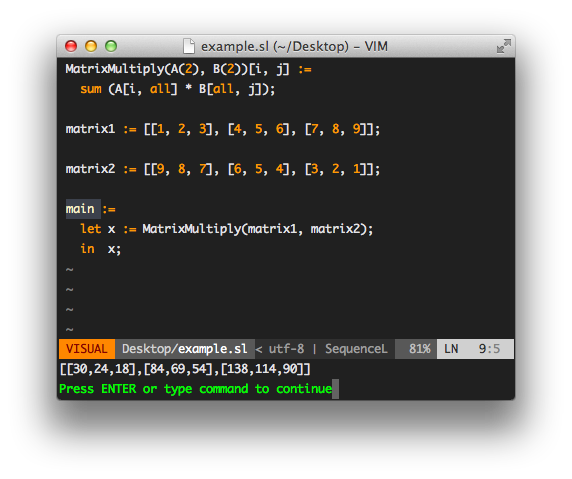 example.sl (~/Desktop) – VIM
MatrixMultiply(A(2), B(2))[i, j] :=
  sum (A[i, all] * B[all, j]);
matrix1 := [[1, 2, 3], [4, 5, 6], [7, 8, 9]];
matrix2 := [[9, 8, 7], [6, 5, 4], [3, 2, 1]];
main :=
  let x := MatrixMultiply(matrix1, matrix2);
  in  x;
~
~
~
~
VISUAL Desktop/example.sl < utf-8 | SequenceL 81% LN 9:5
[[30,24,18],[84,69,54],[138,114,90]]
Press ENTER or type command to continue